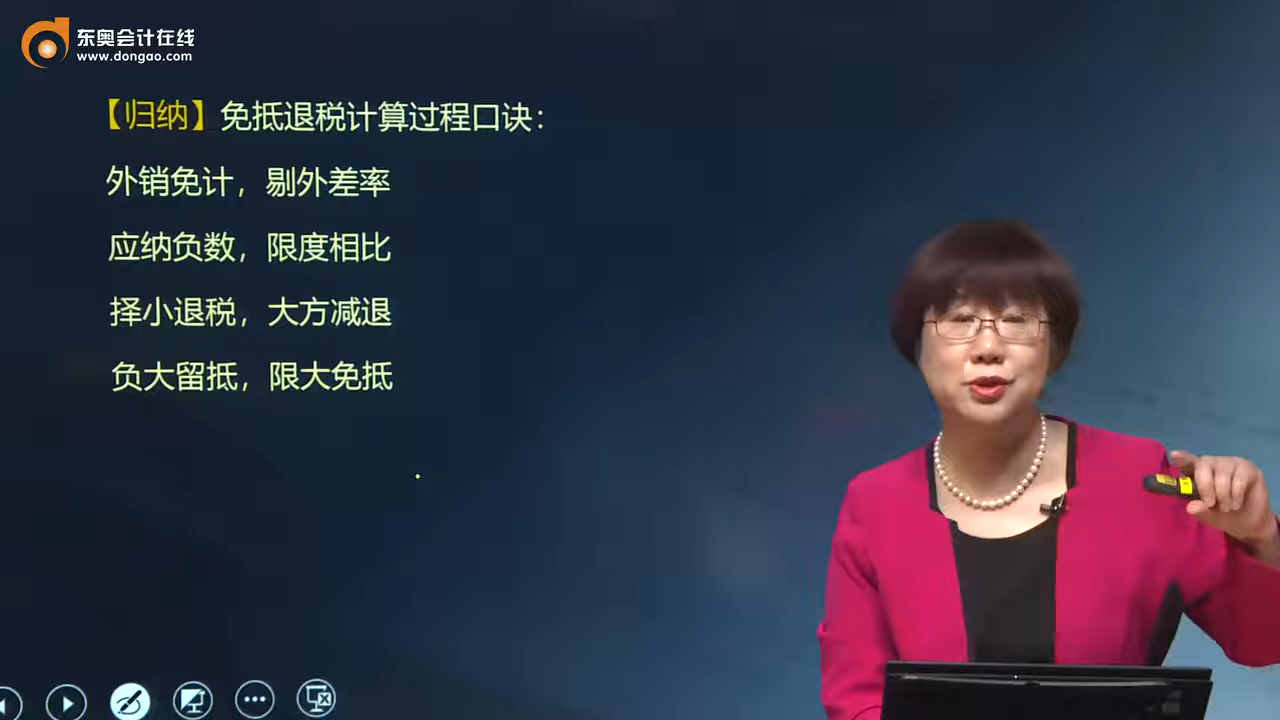 东奥会计在线
www.dongao.com
【归纳】免抵退税计算过程口诀：
外销免计，剔外差率
应纳负数，限度相比
择小退税，大方减退
负大留抵，限大免抵